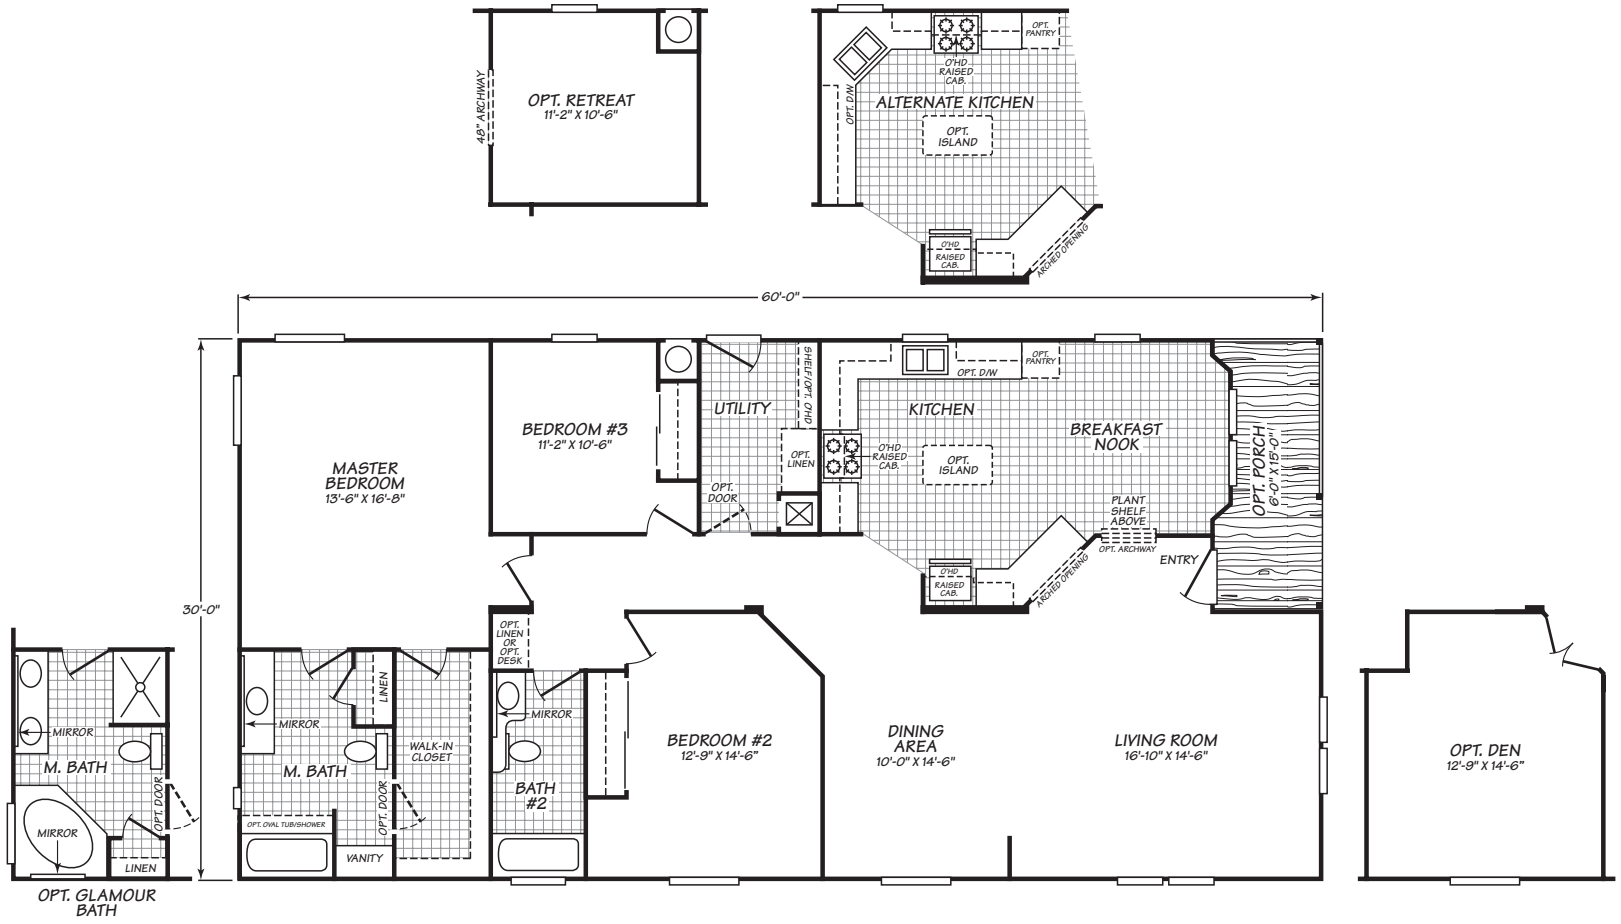 48" ARCHWAY
OPT. RETREAT
11'-2" X 10'-6"
OPT. D/W
O'HD
RAISED
CAB.
OPT.
PANTRY
ALTERNATE KITCHEN
OPT.
ISLAND
O'HD
RAISED
CAB.
ARCHED OPENING
60'-0"
30'-0"
MASTER
BEDROOM
13'-6" X 16'-8"
BEDROOM #3
11'-2" X 10'-6"
UTILITY
SHELF/OPT. O'HD
OPT.
LINEN
OPT.
DOOR
OPT. D/W
OPT.
PANTRY
KITCHEN
O'HD
RAISED
CAB.
OPT.
ISLAND
BREAKFAST
NOOK
PLANT
SHELF
ABOVE
OPT. ARCHWAY
ARCHED OPENING
O'HD
RAISED
CAB.
ENTRY
OPT. PORCH
6'-0" X 15'-0"
OPT.
LINEN
OR
OPT.
DESK
MIRROR
M. BATH
OPT. DOOR
MIRROR
LINEN
OPT. GLAMOUR
BATH
MIRROR
LINEN
M. BATH
OPT. DOOR
OPT. OVAL TUB/SHOWER
VANITY
WALK-IN
CLOSET
MIRROR
BATH
#2
BEDROOM #2
12'-9" X 14'-6"
DINING
AREA
10'-0" X 14'-6"
LIVING ROOM
16'-10" X 14'-6"
OPT. DEN
12'-9" X 14'-6"